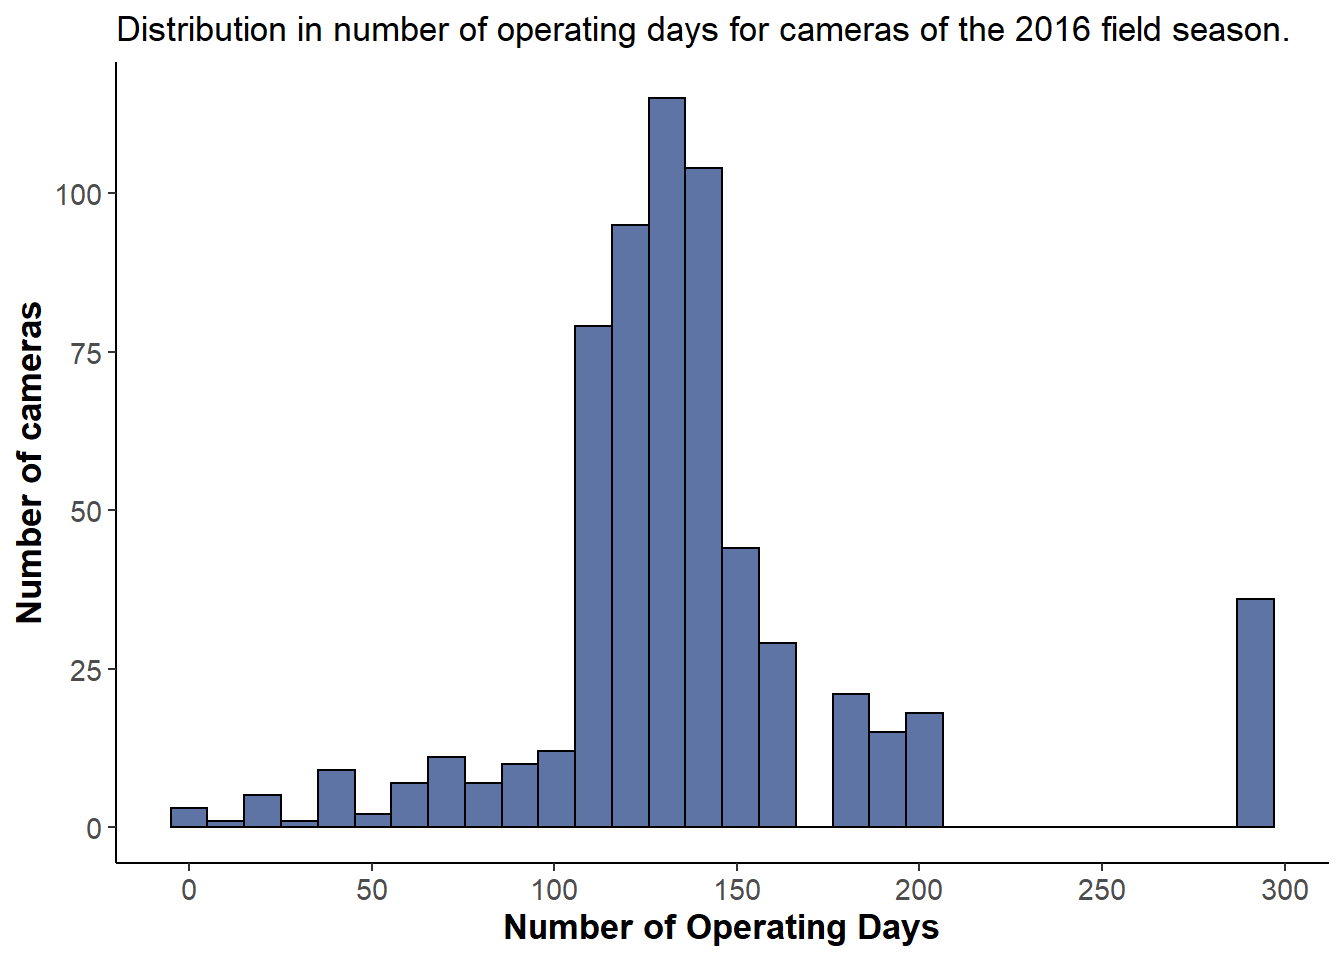 Distribution in number of operating days for cameras of the 2016 field season.
Number of cameras
100
75
50
25
0
0 50 100 150 200 250 300
Number of Operating Days